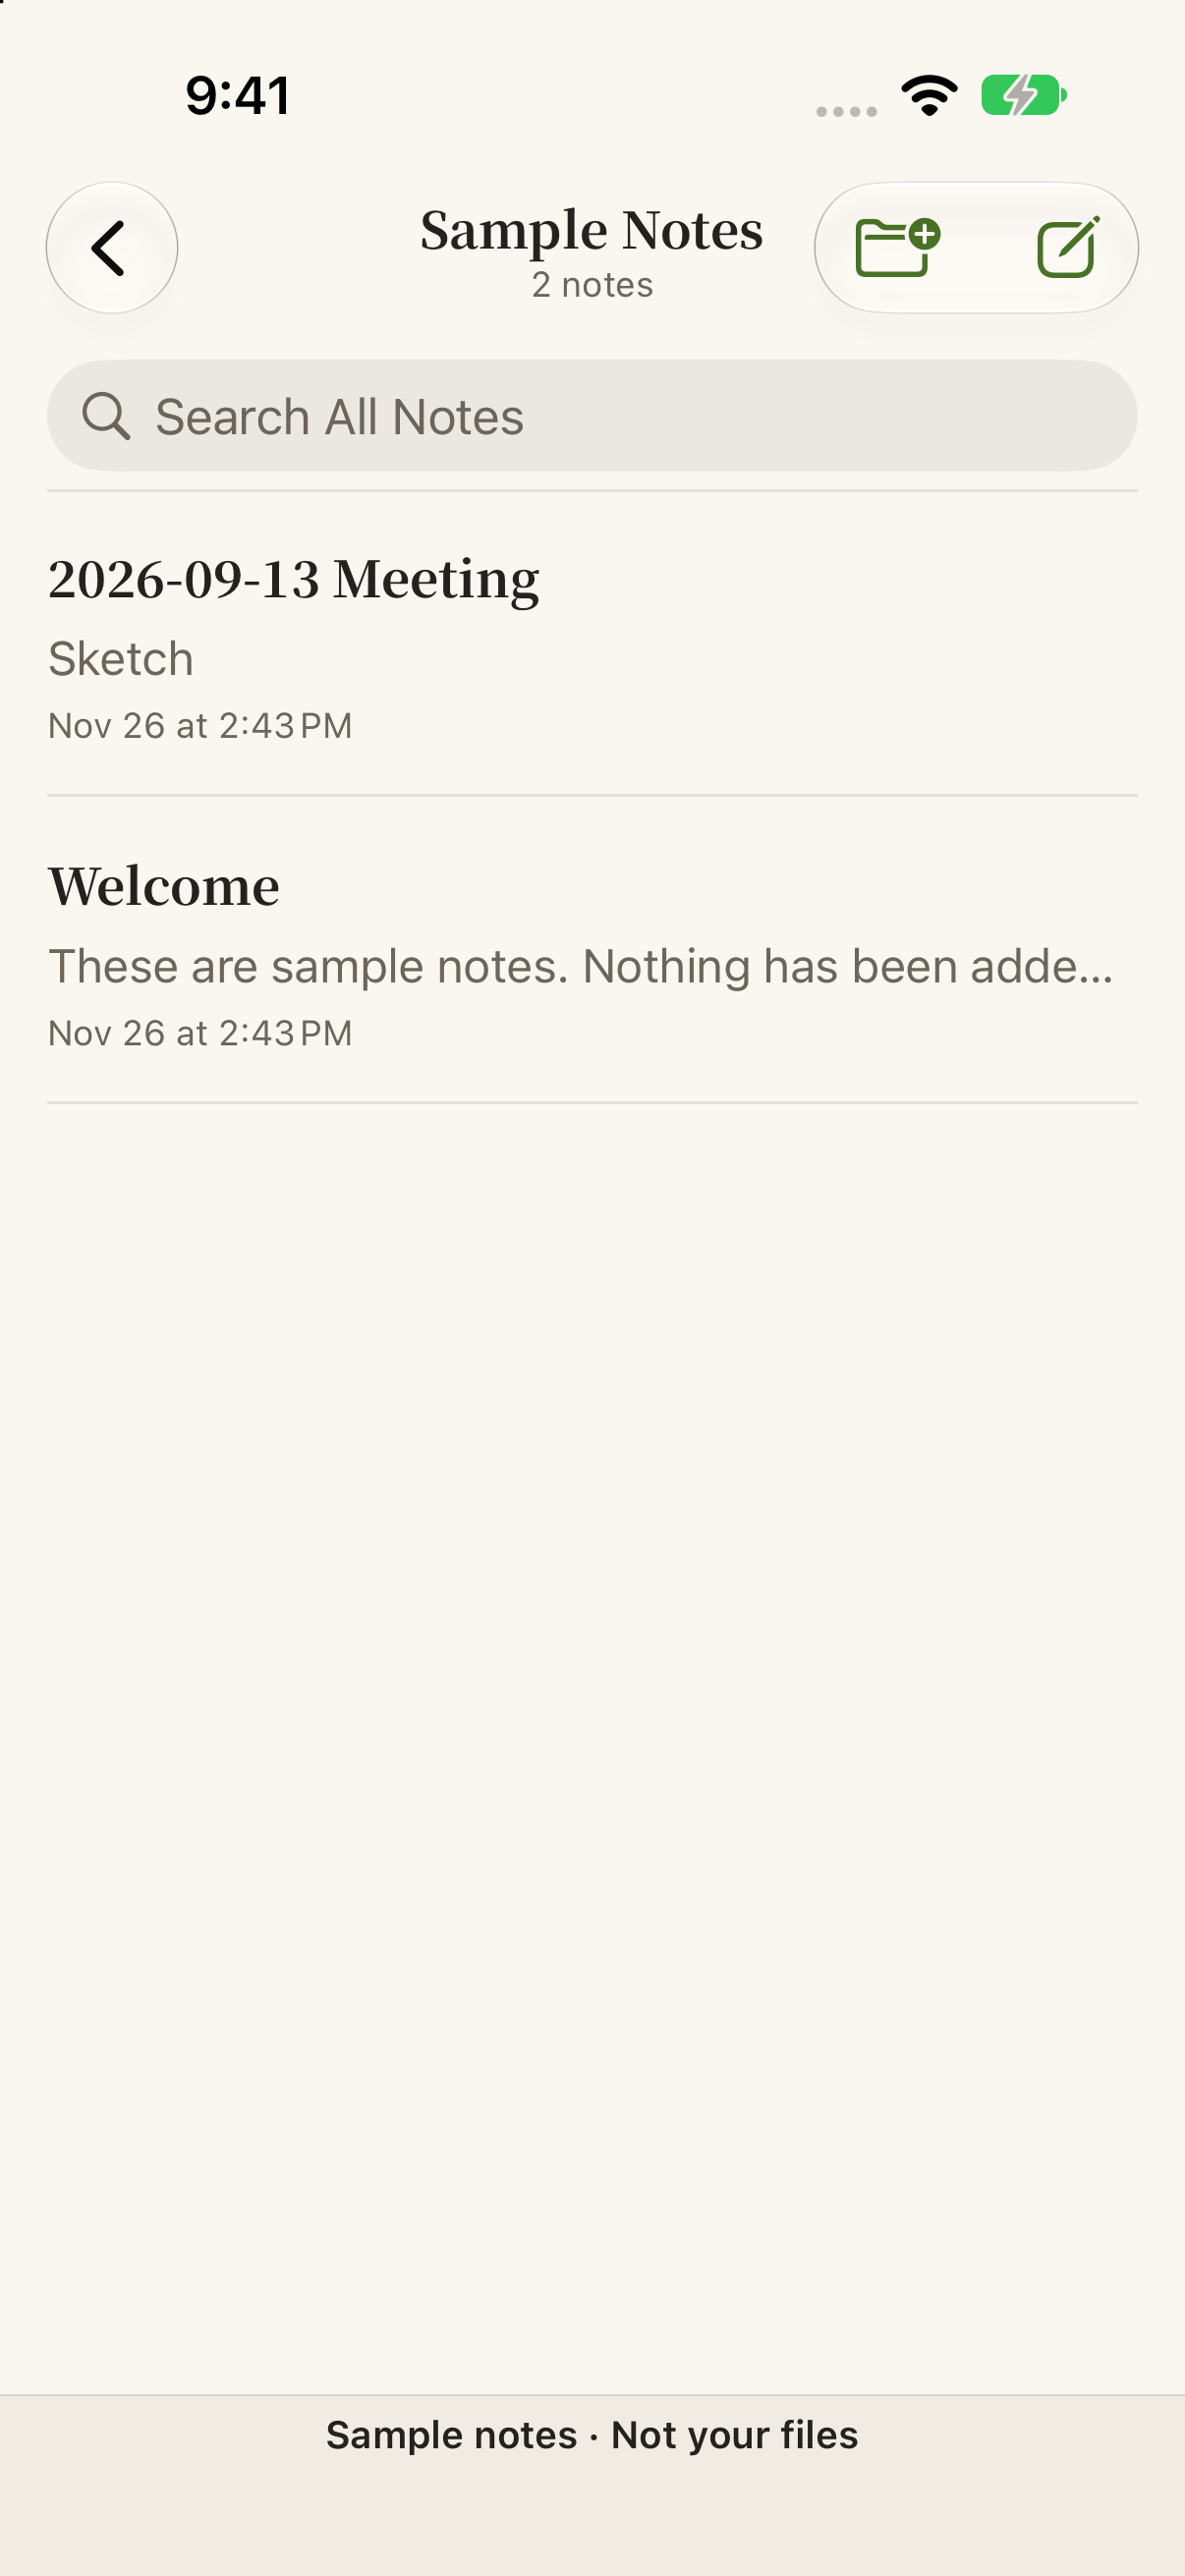 9:41
Sample Notes
2 notes
Search All Notes
2026-09-13 Meeting
Sketch
Nov 26 at 2:43 PM
Welcome
These are sample notes. Nothing has been adde...
Nov 26 at 2:43 PM
Sample notes · Not your files